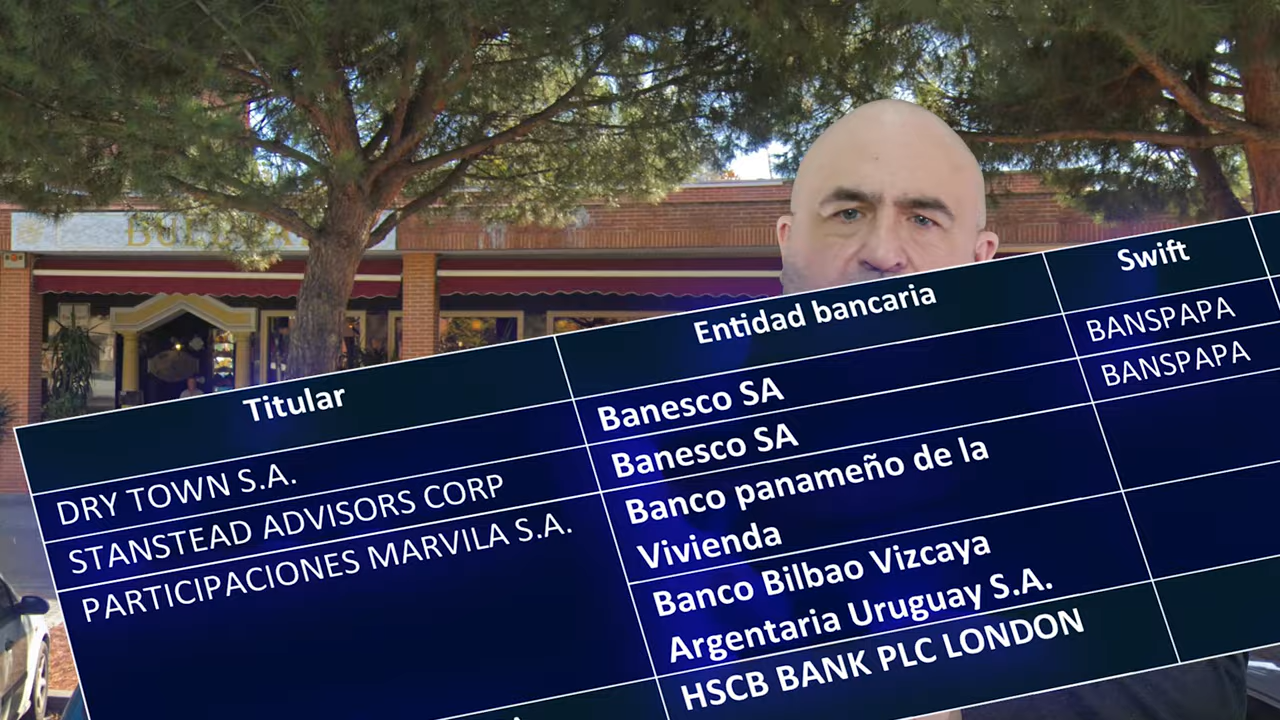 Titular
Entidad bancaria
Swift
DRY TOWN S.A.
Banesco SA
BANSPAPA
STANSTEAD ADVISORS CORP
Banesco SA
BANSPAPA
PARTICIPACIONES MARVILA S.A.
Banco panameño de la
Vivienda
Banco Bilbao Vizcaya
Argentaria Uruguay S.A.
HSCB BANK PLC LONDON